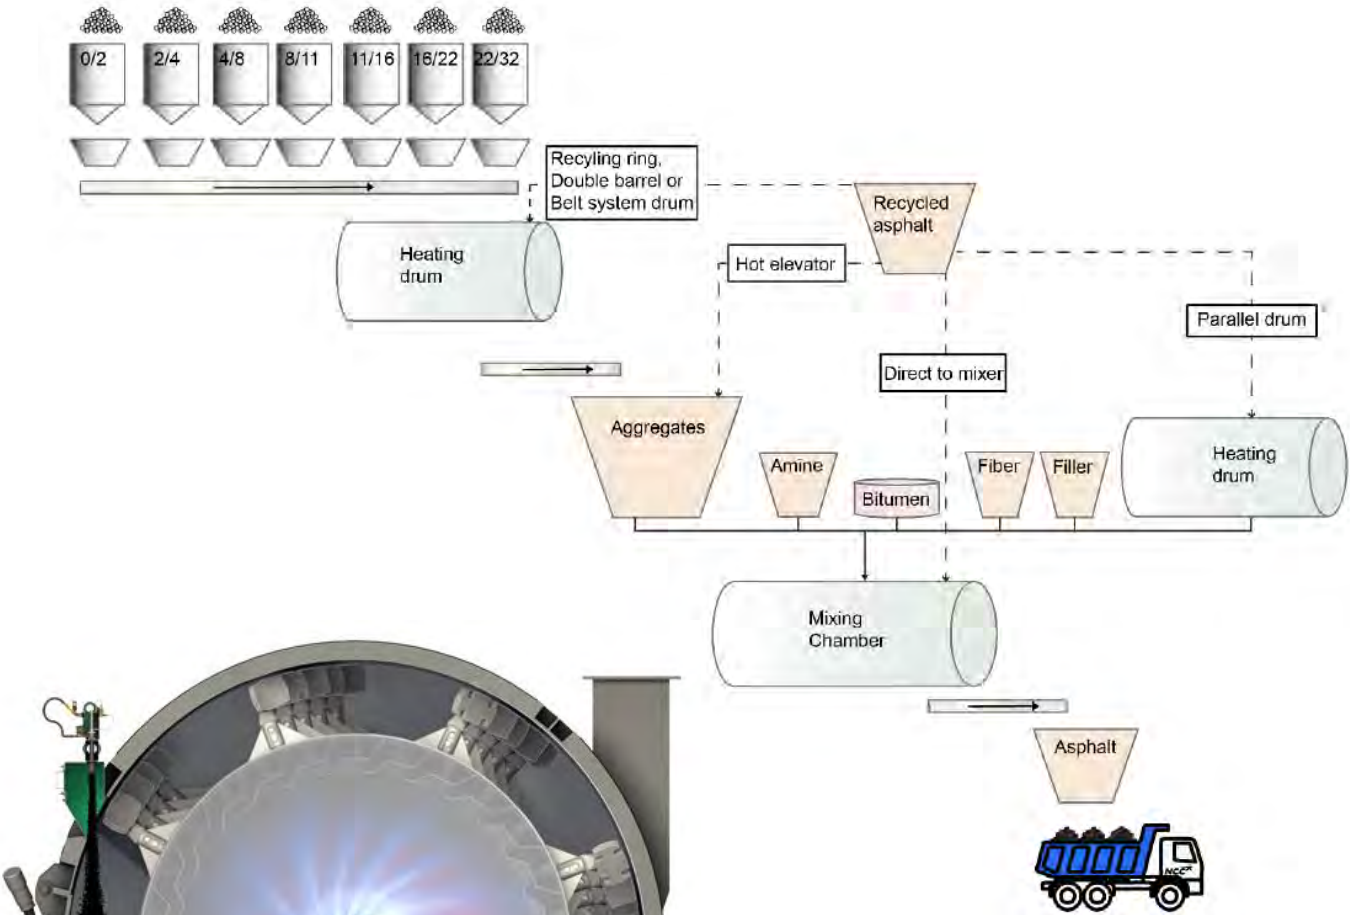 0/2
2/4
4/8
8/11
11/16
16/22
22/32
Recyling ring,
Double barrel or
Belt system drum
Recycled
asphalt
Heating
drum
Hot elevator
Parallel drum
Direct to mixer
Aggregates
Amine
Bitumen
Fiber
Filler
Heating
drum
Mixing
Chamber
Asphalt
NCC